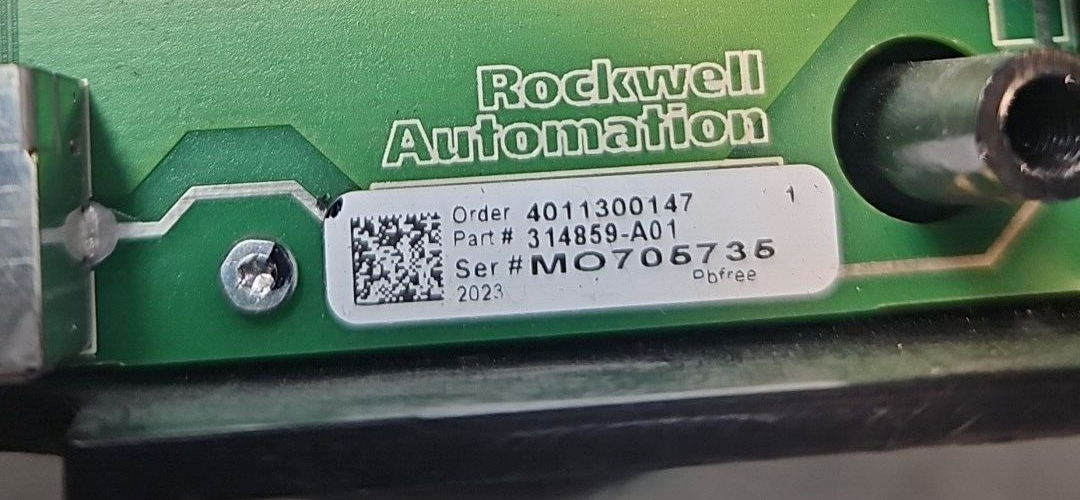 Rockwell
Automation
Order 4011300147 1
Part # 314859-A01
Ser # MO705735
Pbfree
2023